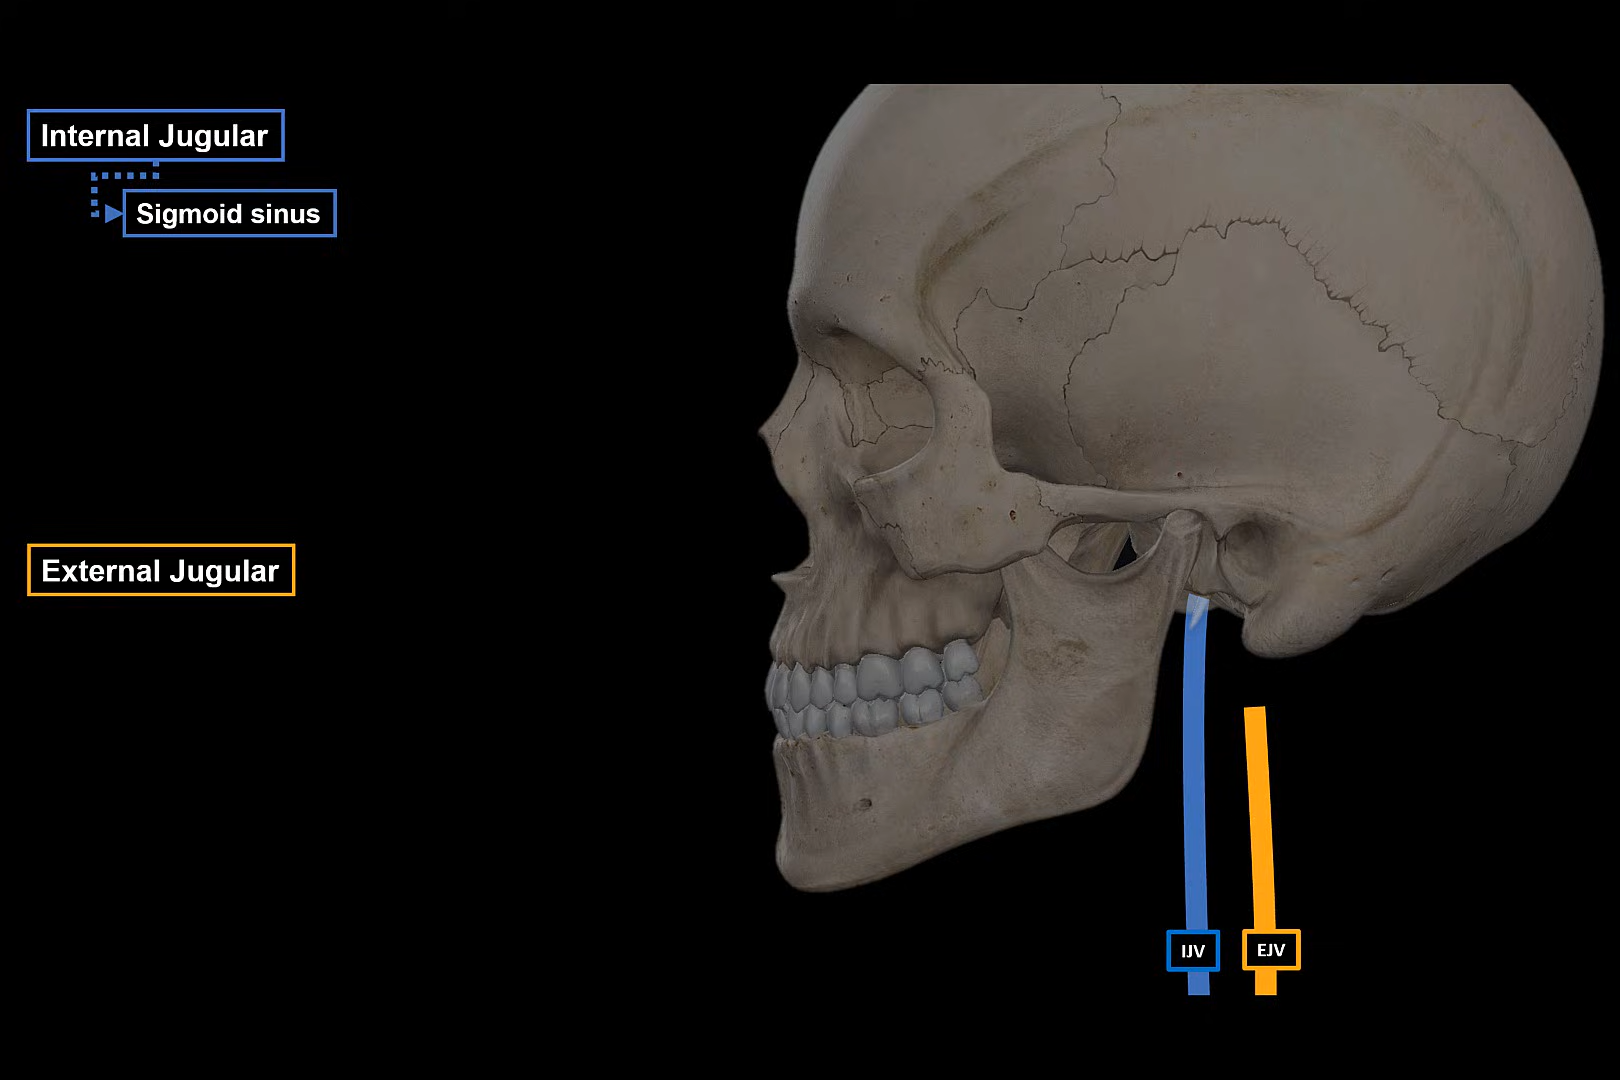 Internal Jugular
Sigmoid sinus
External Jugular
IJV
EJV